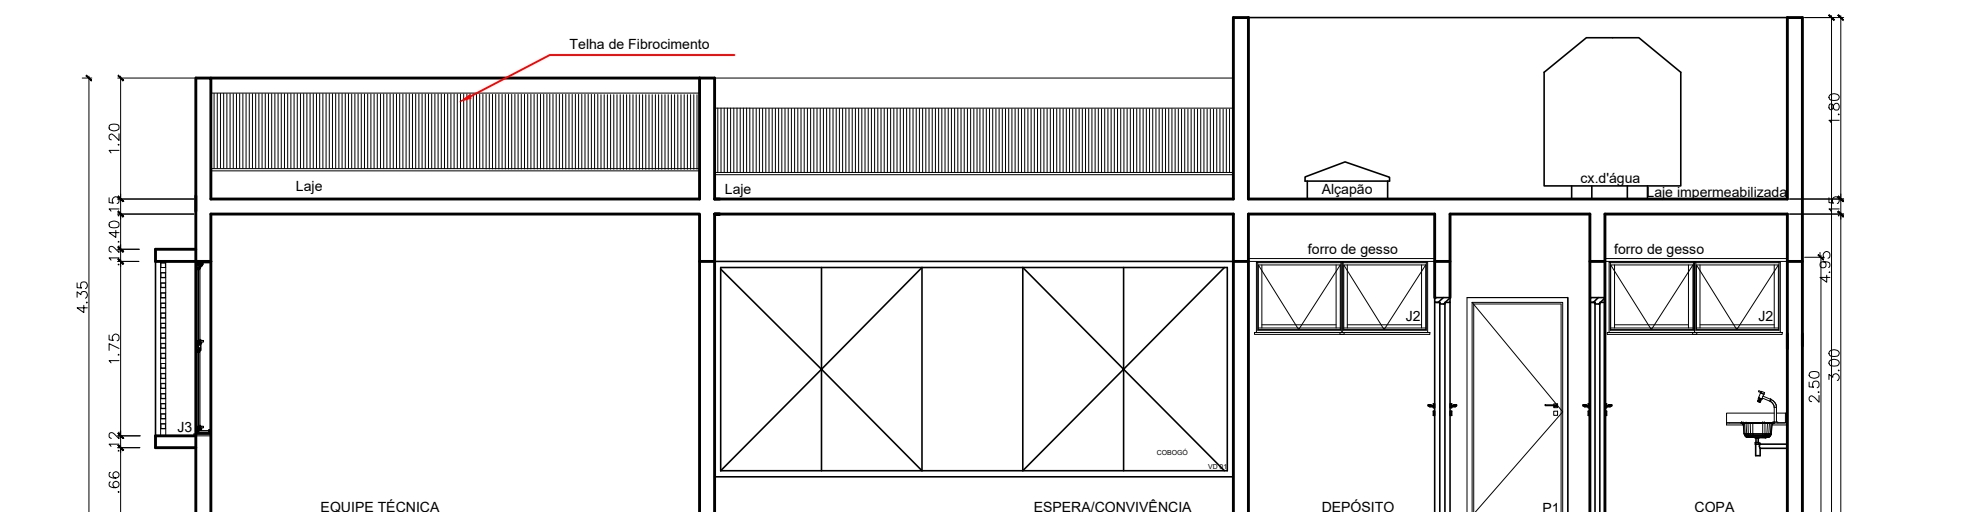 Telha de Fibrocimento
1.20
1.80
Laje
Laje
Alçapão
cx.d'água
Laje impermeabilizada
15
15
.40
12
forro de gesso
forro de gesso
4.95
4.35
J2
J2
1.75
3.00
2.50
J3
12
COBOGÓ
.66
EQUIPE TÉCNICA
ESPERA/CONVIVÊNCIA
DEPÓSITO
P1
COPA